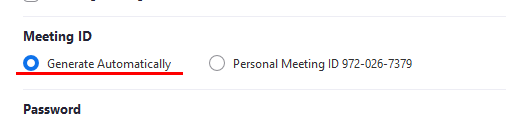 Meeting ID
Generate Automatically Personal Meeting ID 972-026-7379
Password